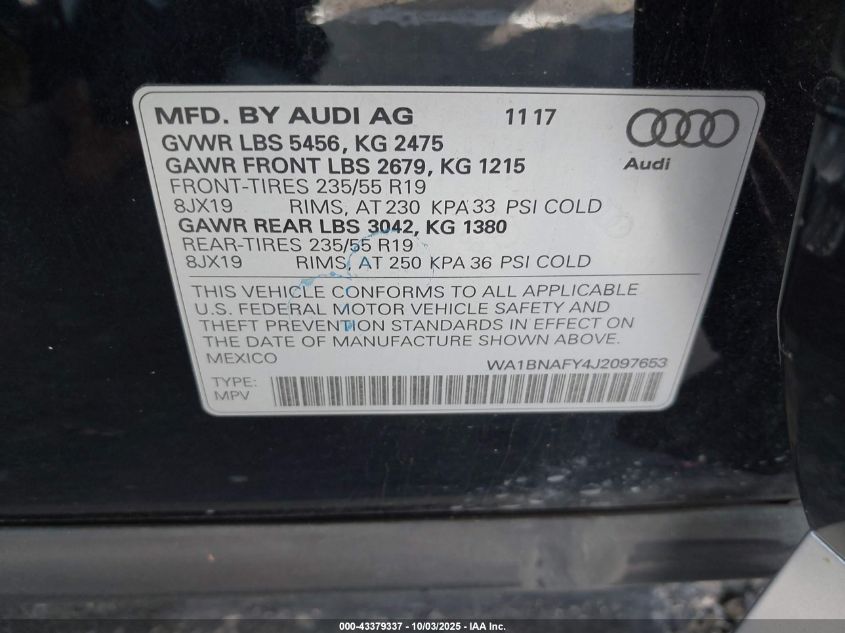 MFD. BY AUDI AG 11 17
GVWR LBS 5456, KG 2475
GAWR FRONT LBS 2679, KG 1215
Audi
FRONT-TIRES 235/55 R19
8JX19 RIMS, AT 230 KPA 33 PSI COLD
GAWR REAR LBS 3042, KG 1380
REAR-TIRES 235/55 R19
8JX19 RIMS, AT 250 KPA 36 PSI COLD
THIS VEHICLE CONFORMS TO ALL APPLICABLE
U.S. FEDERAL MOTOR VEHICLE SAFETY AND
THEFT PREVENTION STANDARDS IN EFFECT ON
THE DATE OF MANUFACTURE SHOWN ABOVE.
MEXICO WA1BNAFY4J2097653
TYPE:
MPV
000-43379337 - 10/03/2025 - IAA Inc.